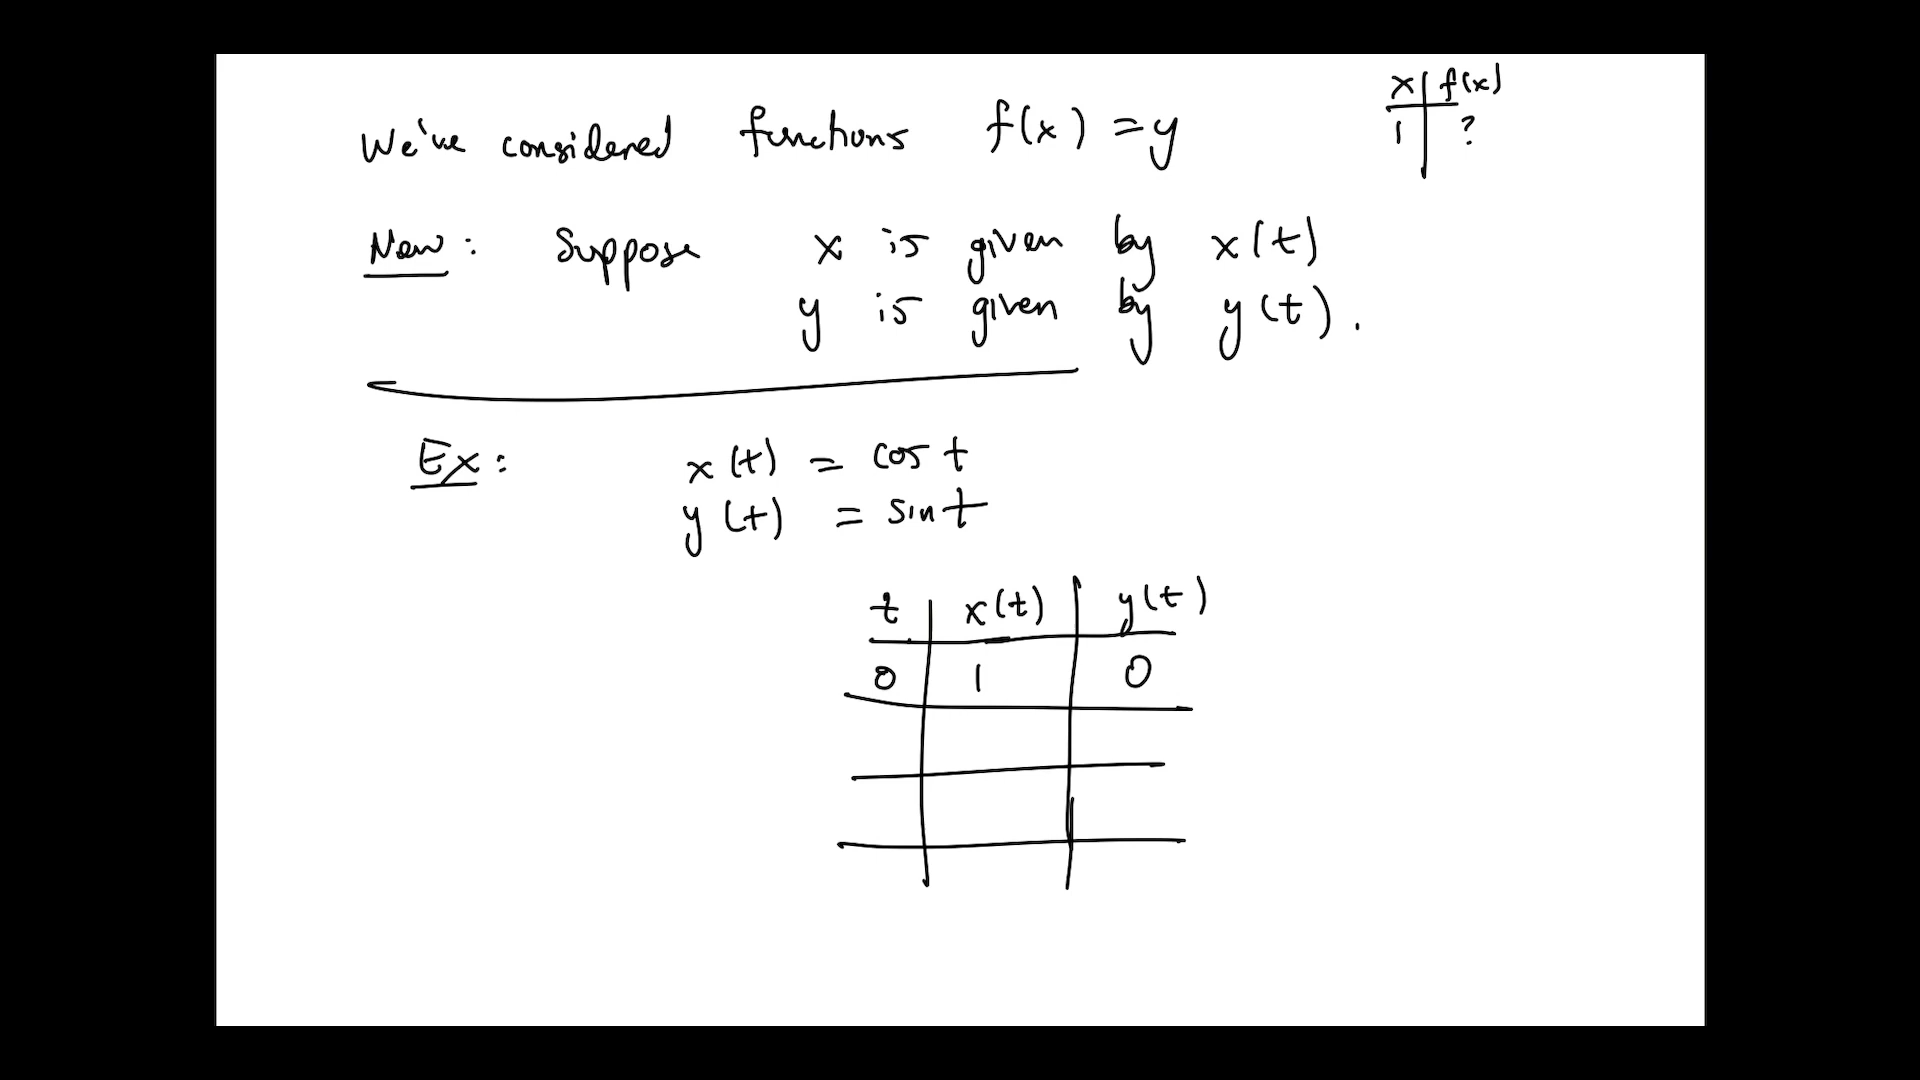 x | f(x)
1 | ?
We've considered functions f(x) = y
New: Suppose x is given by x(t)
y is given by y(t).
Ex: x(t) = cos t
y(t) = sin t
t | x(t) | y(t)
0 | 1 | 0